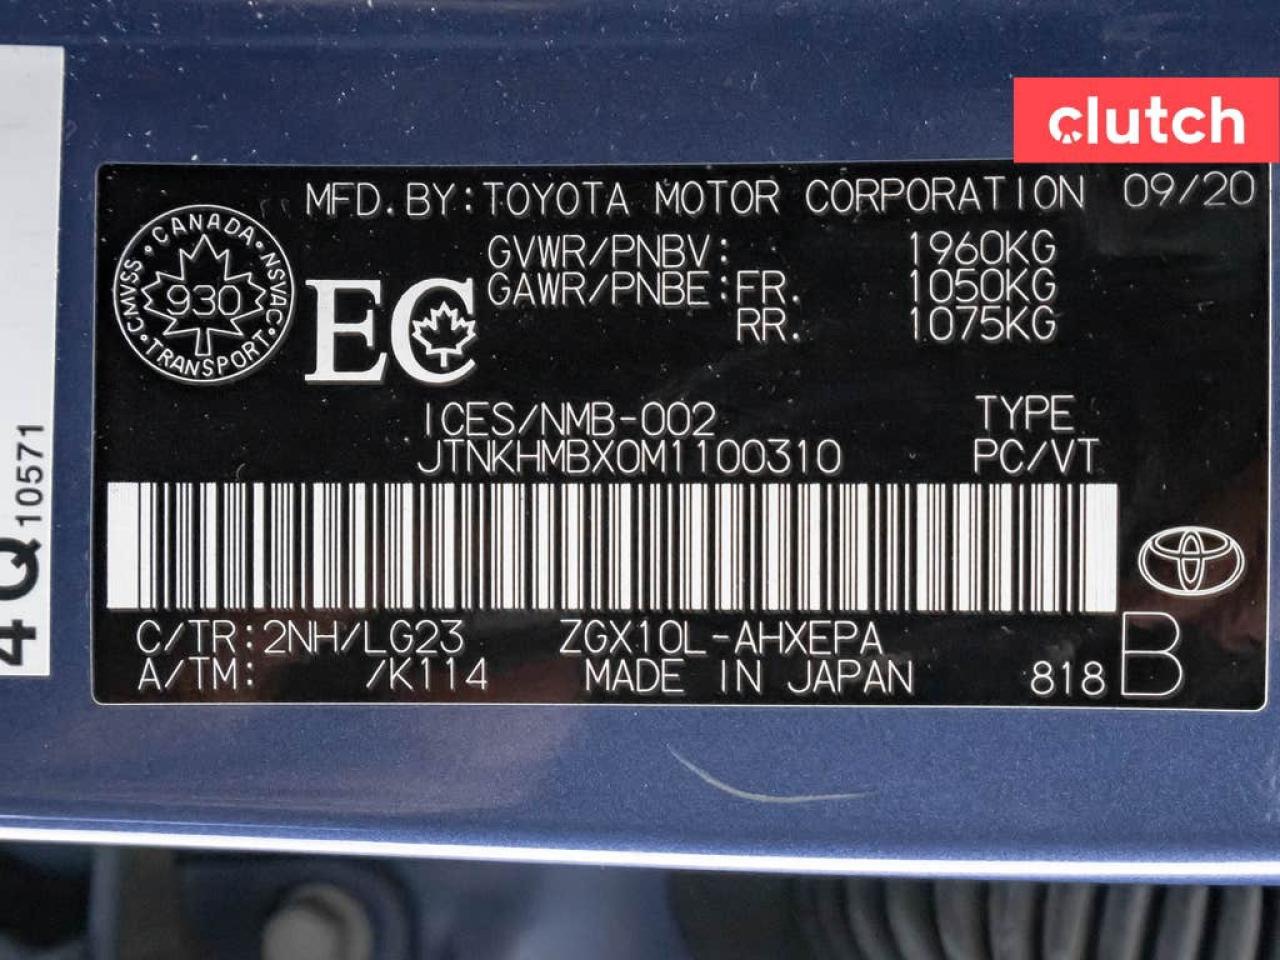 clutch
MFD. BY: TOYOTA MOTOR CORPORATION 09/20
GVWR/PNBV: 1960KG
GAWR/PNBE: FR. 1050KG
RR. 1075KG
CANADA • NSVAC • TRANSPORT • CMVSS •
930
EC
ICES/NMB-002
TYPE
JTNKHMBX0M1100310
PC/VT
C/TR: 2NH/LG23 ZGX10L-AHXEPA
A/TM: /K114 MADE IN JAPAN 818 B
4Q
10571